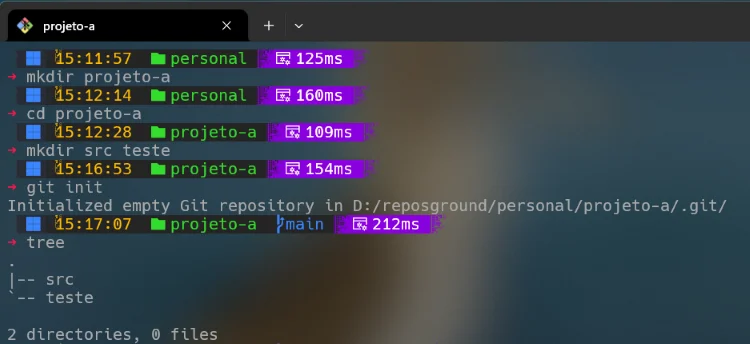 projeto-a
15:11:57 personal 125ms
➜ mkdir projeto-a
15:12:14 personal 160ms
➜ cd projeto-a
15:12:28 projeto-a 109ms
➜ mkdir src teste
15:16:53 projeto-a 154ms
➜ git init
Initialized empty Git repository in D:/reposground/personal/projeto-a/.git/
15:17:07 projeto-a main 212ms
➜ tree
.
|-- src
`-- teste
2 directories, 0 files